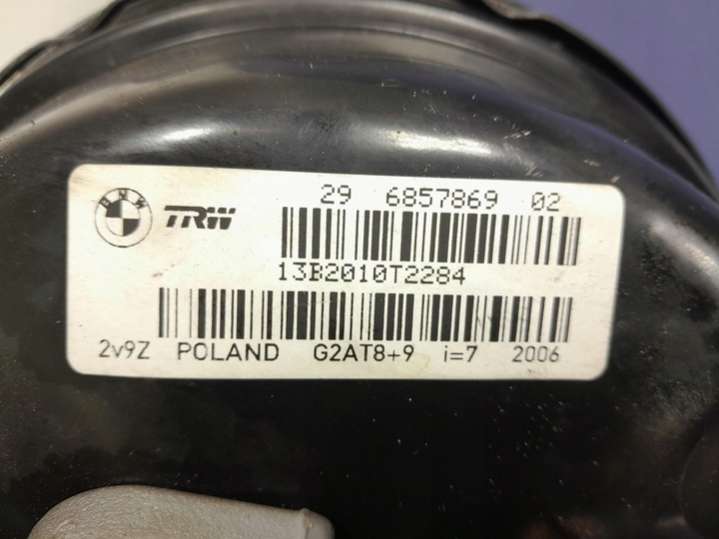 BMW TRW 29 6857869 02
13B2010T2284
2v9Z POLAND G2AT8+9 i=7 2006